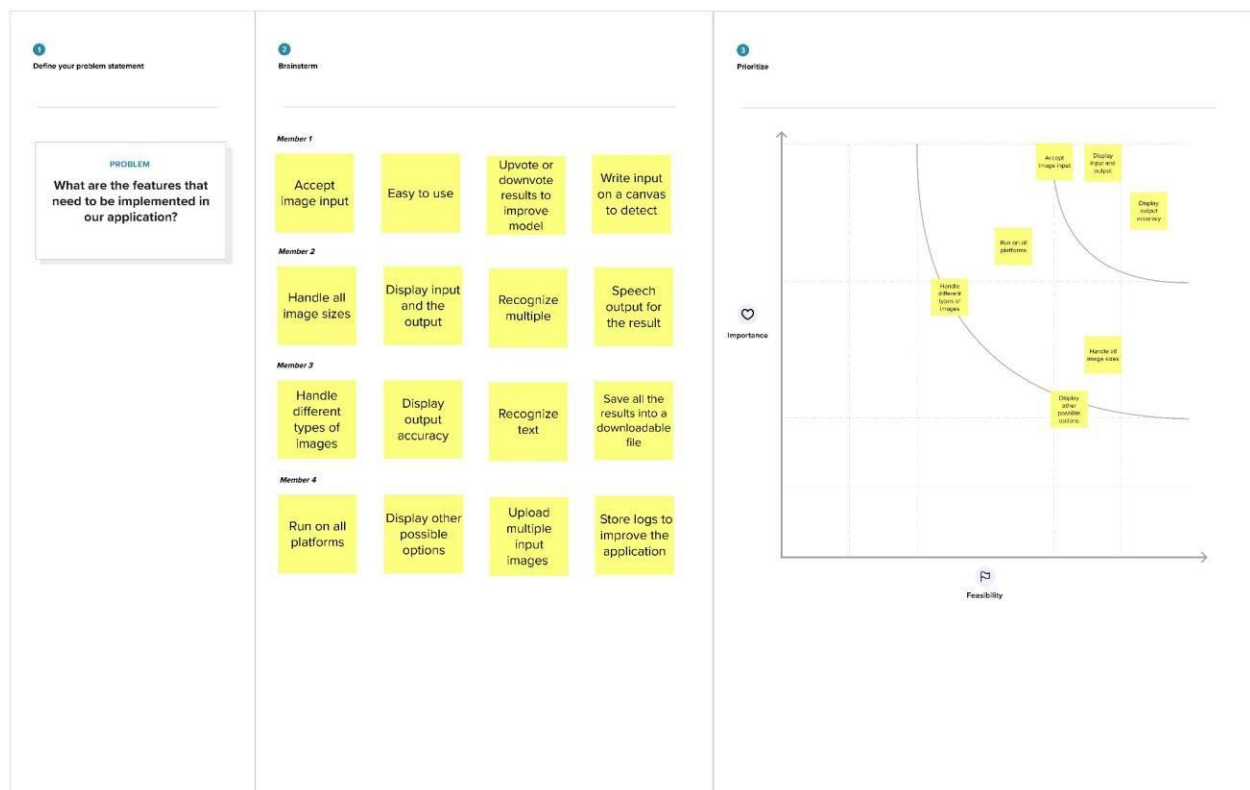 1
Define your problem statement
PROBLEM
What are the features that
need to be implemented in
our application?
2
Brainstorm
Member 1
Accept
image input
Easy to use
Upvote or
downvote
results to
improve
model
Write input
on a canvas
to detect
Member 2
Handle all
image sizes
Display input
and the
output
Recognize
multiple
Speech
output for
the result
Member 3
Handle
different
types of
images
Display
output
accuracy
Recognize
text
Save all the
results into a
downloadable
file
Member 4
Run on all
platforms
Display other
possible
options
Upload
multiple
input
images
Store logs to
improve the
application
3
Prioritize
Accept
image input
Display
input and
output
Display
output
accuracy
Run on all
platforms
Handle
different
types of
images
Handle all
image sizes
Display
other
possible
options
Importance
Feasibility